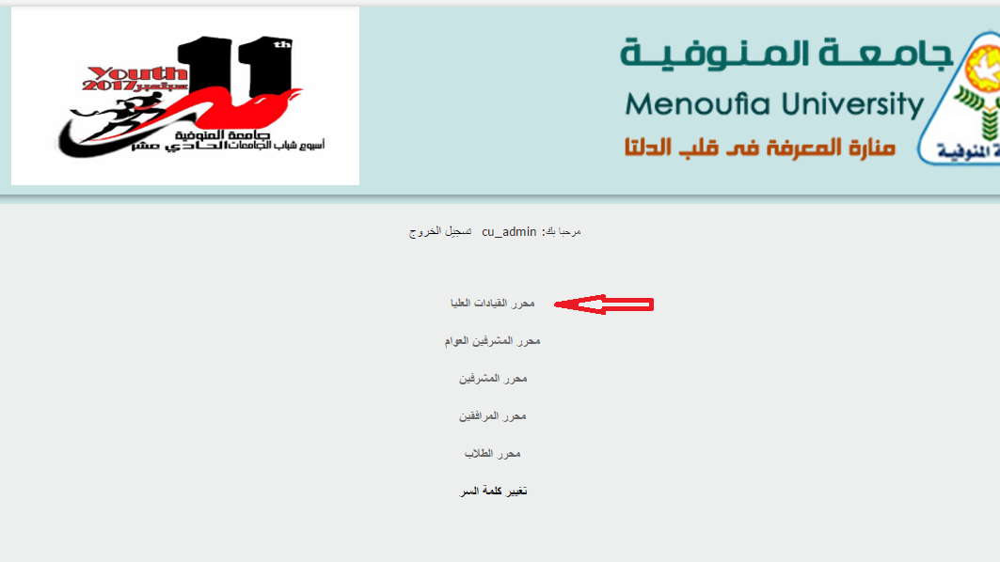 11th
Youth
سبتمبر 2017
جامعة المنوفية
أسبوع شباب الجامعات الحادي عشر
جامعة المنوفية
Menoufia University
منارة المعرفة فى قلب الدلتا
المنوفية
مرحبا بك: cu_admin تسجيل الخروج
محرر القيادات العليا
محرر المشرفين العوام
محرر المشرفين
محرر المرافقين
محرر الطلاب
تغيير كلمة السر